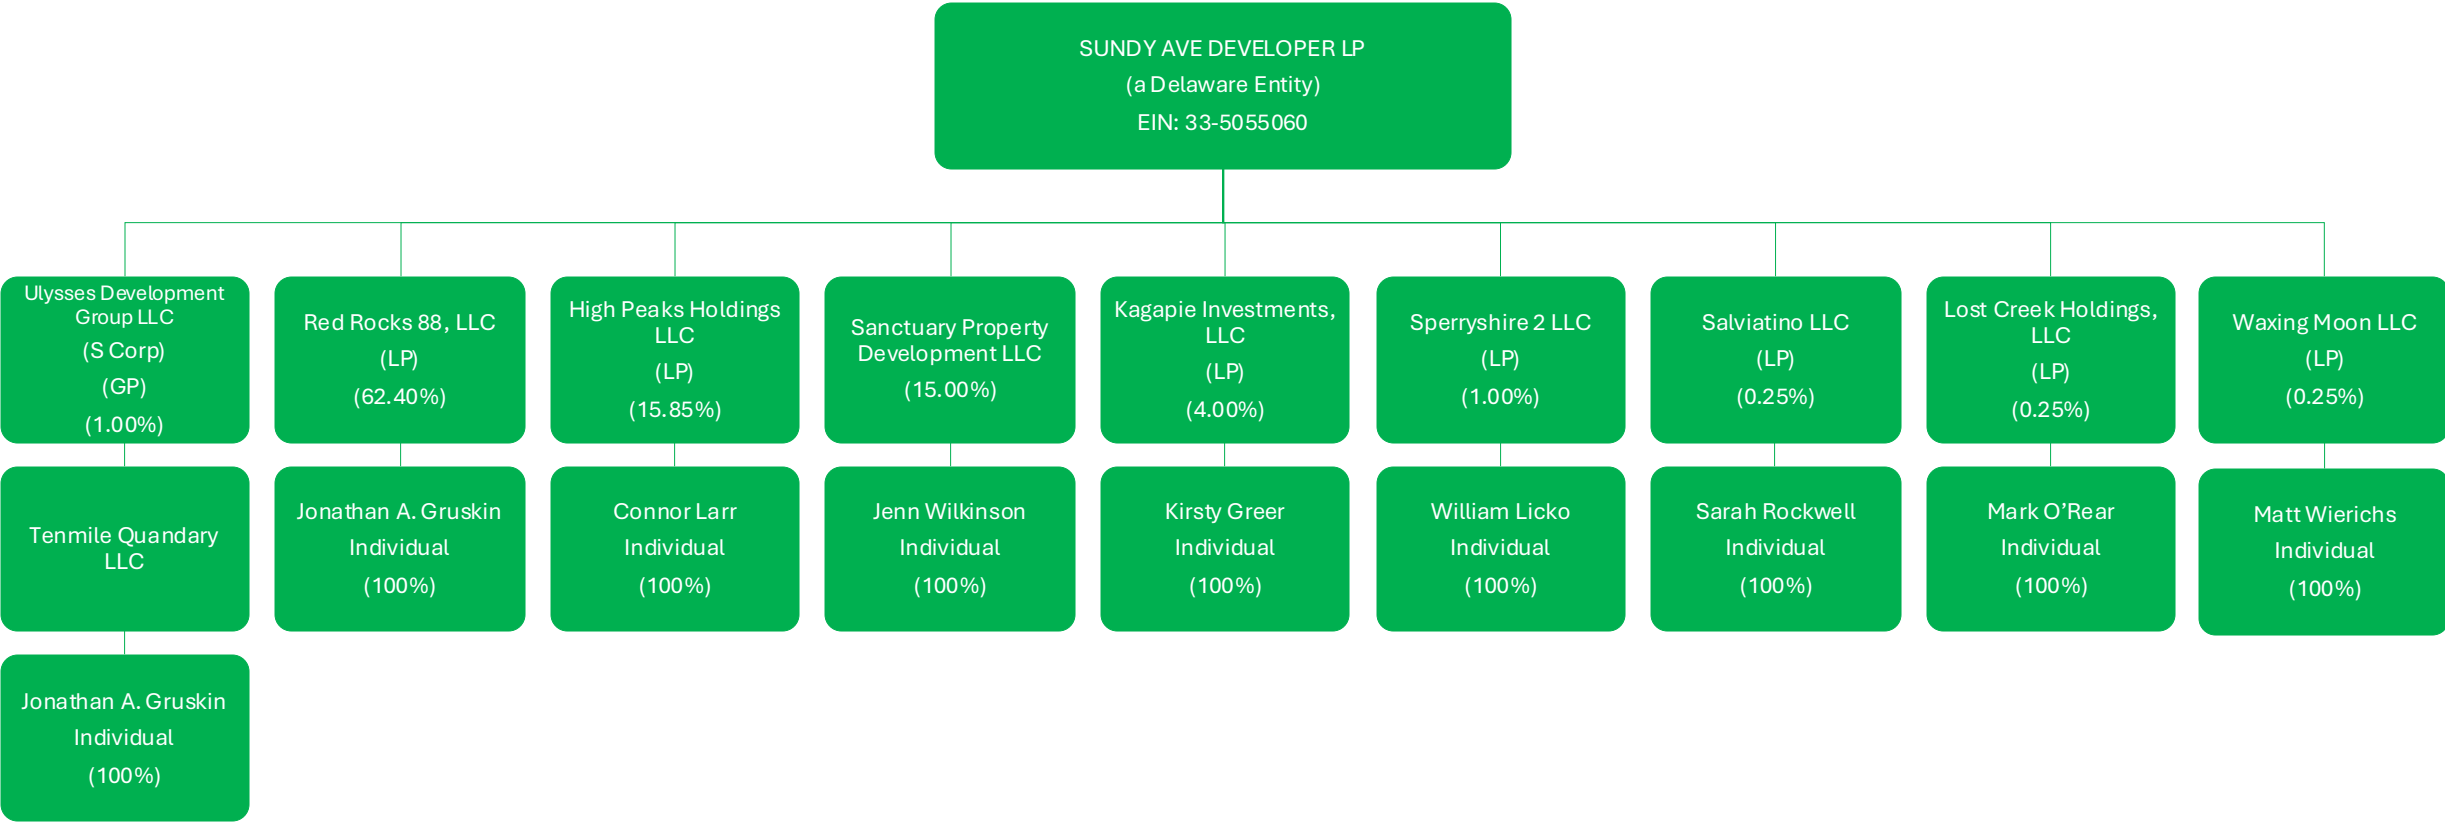 SUNDY AVE DEVELOPER LP
(a Delaware Entity)
EIN: 33-5055060
Ulysses Development
Group LLC
(S Corp)
(GP)
(1.00%)
Red Rocks 88, LLC
(LP)
(62.40%)
High Peaks Holdings
LLC
(LP)
(15.85%)
Sanctuary Property
Development LLC
(15.00%)
Kagapie Investments,
LLC
(LP)
(4.00%)
Sperryshire 2 LLC
(LP)
(1.00%)
Salviatino LLC
(LP)
(0.25%)
Lost Creek Holdings,
LLC
(LP)
(0.25%)
Waxing Moon LLC
(LP)
(0.25%)
Tenmile Quandary
LLC
Jonathan A. Gruskin
Individual
(100%)
Connor Larr
Individual
(100%)
Jenn Wilkinson
Individual
(100%)
Kirsty Greer
Individual
(100%)
William Licko
Individual
(100%)
Sarah Rockwell
Individual
(100%)
Mark O’Rear
Individual
(100%)
Matt Wierichs
Individual
(100%)
Jonathan A. Gruskin
Individual
(100%)